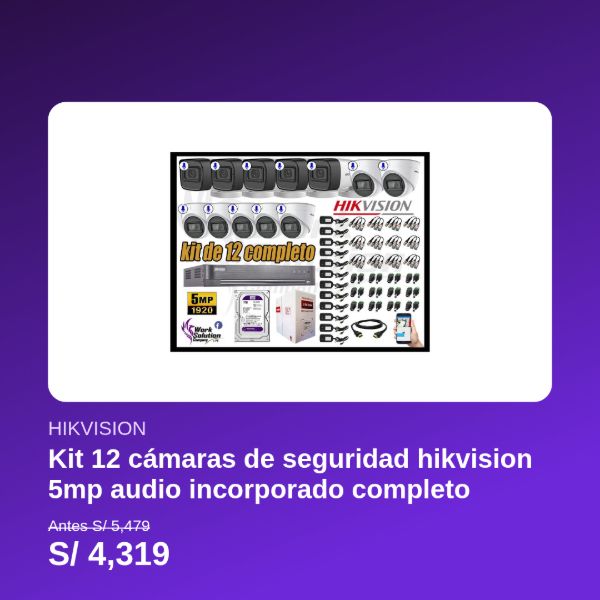 HIKVISION
kit de 12 completo
5MP
1920
Work
Solution
Company
HIKVISION
Kit 12 cámaras de seguridad hikvision
5mp audio incorporado completo
Antes S/ 5,479
S/ 4,319